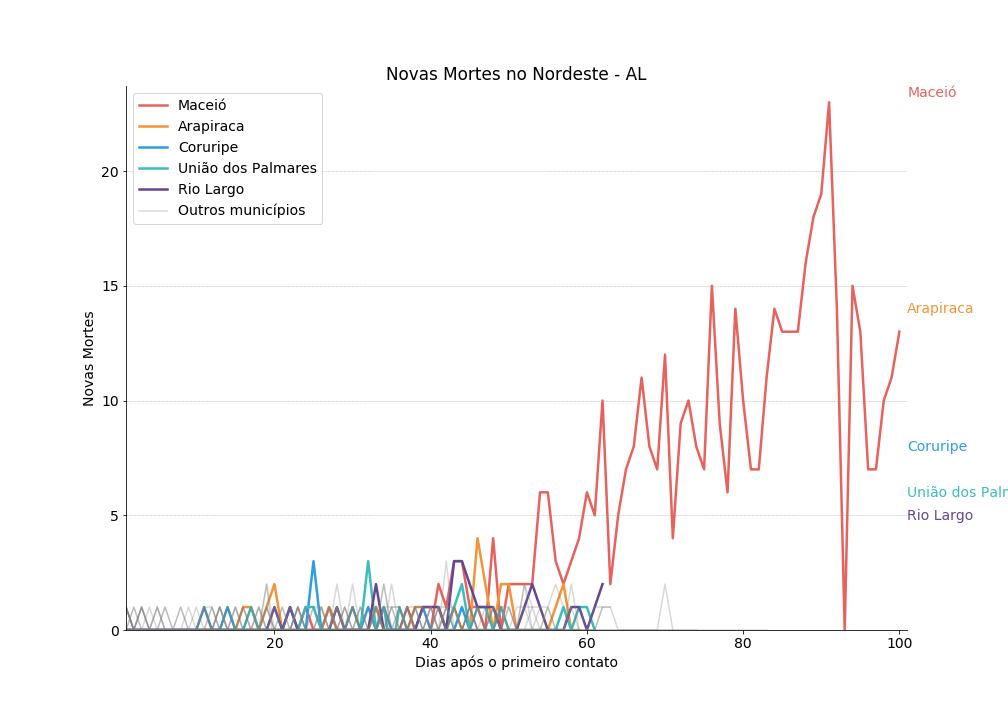 Novas Mortes no Nordeste - AL
Maceió
Arapiraca
Coruripe
União dos Palmares
Rio Largo
Outros municípios
Maceió
Arapiraca
Coruripe
União dos Palr
Rio Largo
Novas Mortes
20
15
10
5
0
20
40
60
80
100
Dias após o primeiro contato